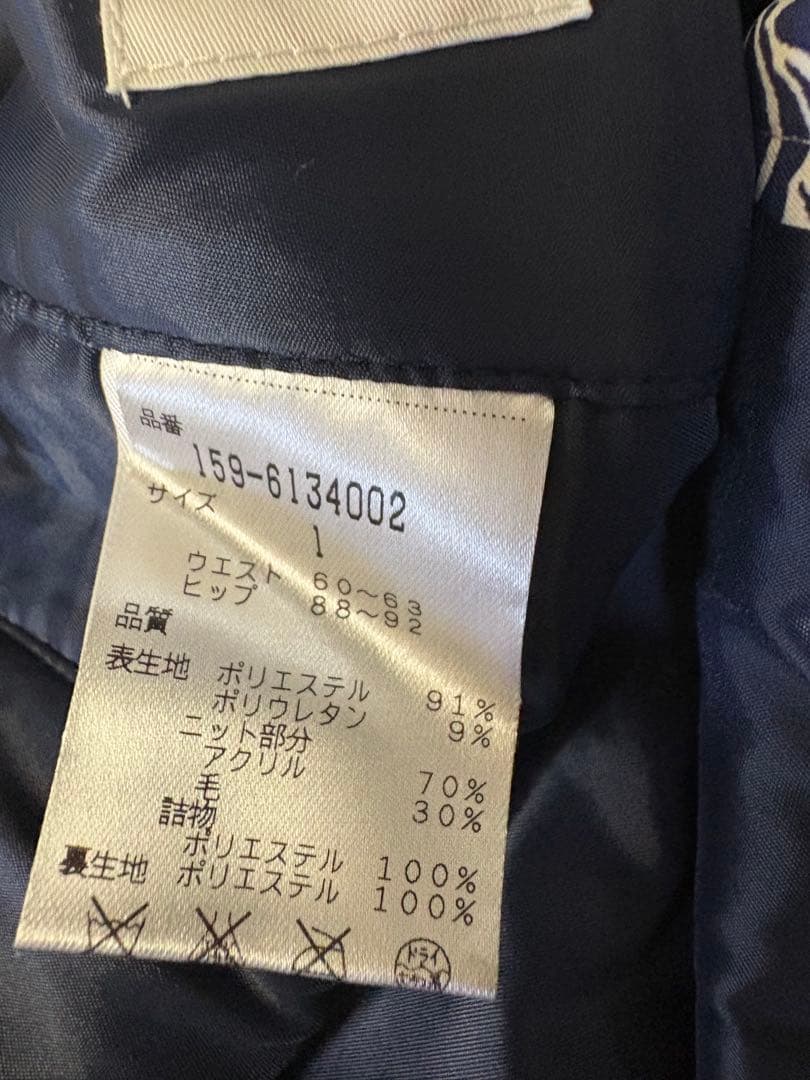 品番
159-6134002
サイズ
1
ウエスト 60〜63
ヒップ 88〜92
品質
表生地 ポリエステル 91%
ポリウレタン 9%
ニット部分
アクリル 70%
毛 30%
詰物
ポリエステル 100%
裏生地 ポリエステル 100%
ドライ